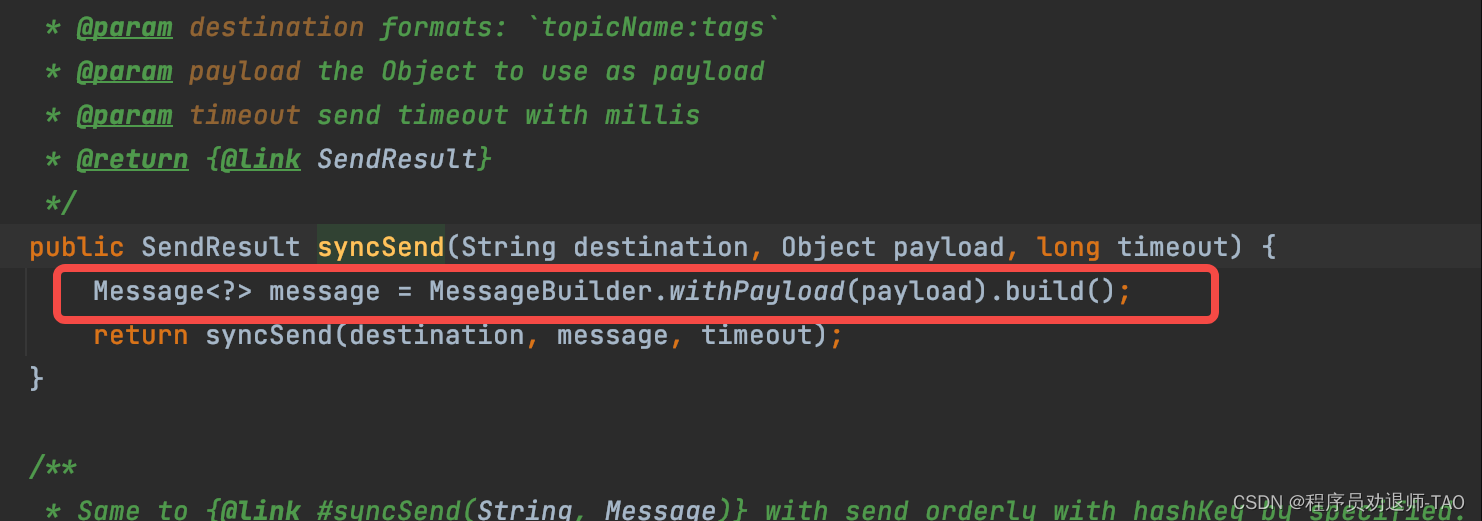 * @param destination formats: `topicName:tags`
* @param payload the Object to use as payload
* @param timeout send timeout with millis
* @return {@link SendResult}
*/
public SendResult syncSend(String destination, Object payload, long timeout) {
Message<?> message = MessageBuilder.withPayload(payload).build();
return syncSend(destination, message, timeout);
}
/**
* Same to {@link #syncSend(String, Message)} with send orderly with hashKey by specified.
CSDN @程序员劝退师-TAO